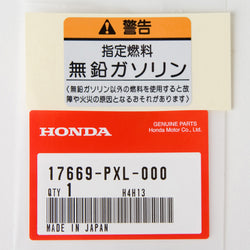 警告
指定燃料
無鉛ガソリン
<無鉛ガソリン以外の燃料を使用すると故
障や火災の原因となるおそれがあります>
HONDA
GENUINE PARTS
Honda Motor Co., Ltd.
17669-PXL-000
QTY 1 H4H13
MADE IN JAPAN